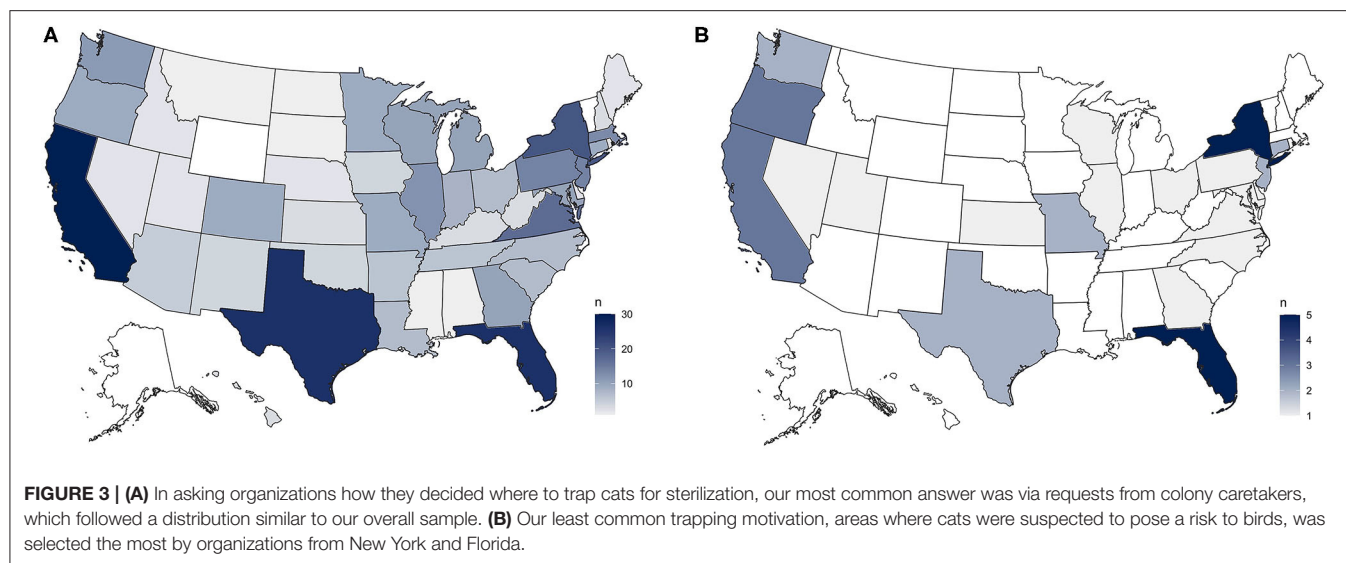 A
B
n
30
20
10
n
5
4
3
2
1
FIGURE 3 | (A) In asking organizations how they decided where to trap cats for sterilization, our most common answer was via requests from colony caretakers,
which followed a distribution similar to our overall sample. (B) Our least common trapping motivation, areas where cats were suspected to pose a risk to birds, was
selected the most by organizations from New York and Florida.